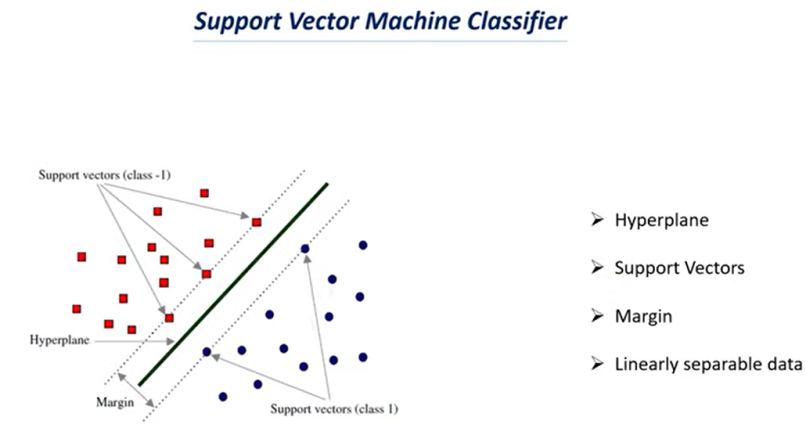 Support Vector Machine Classifier
Support vectors (class -1)
Hyperplane
Margin
Support vectors (class 1)
➢ Hyperplane
➢ Support Vectors
➢ Margin
➢ Linearly separable data